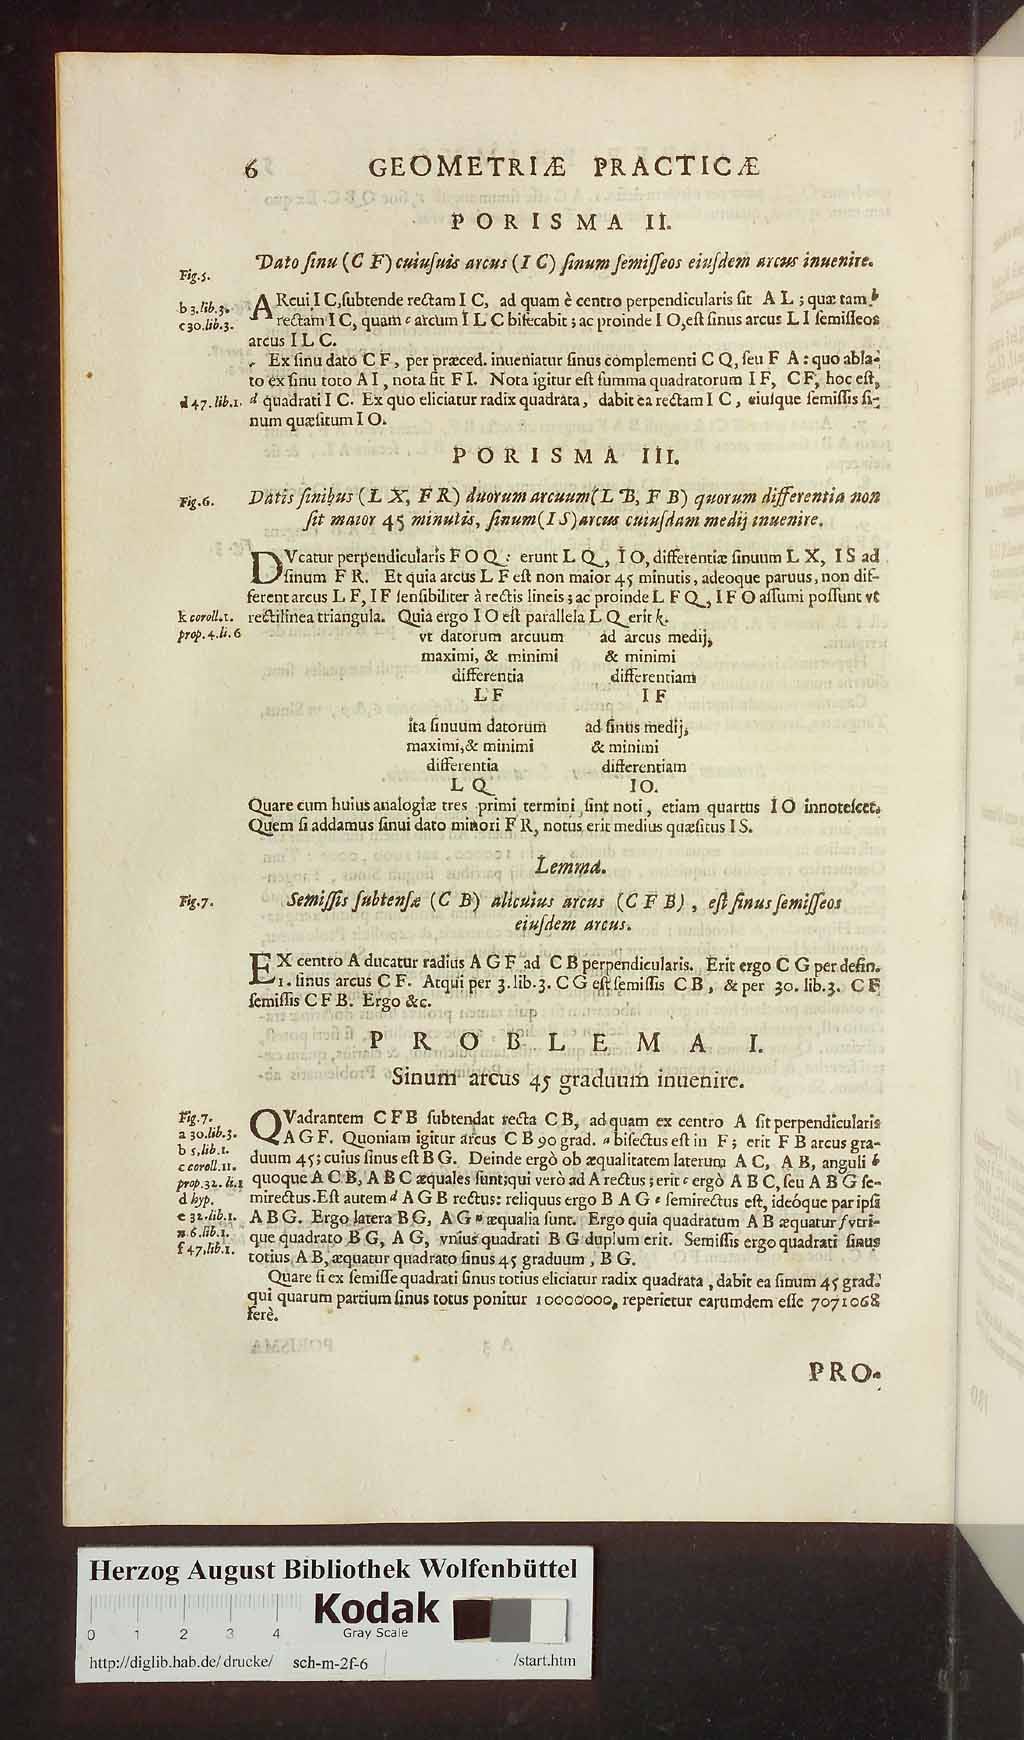 6 GEOMETRIÆ PRACTICÆ
PORISMA II.
Fig.5.
Dato ſinu (C F) cuiuſuis arcus (I C) ſinum ſemiſſeos eiuſdem arcus inuenire.
b 3.lib.3.
c 30.lib.3.
ARcui I C, ſubtende rectam I C, ad quam è centro perpendicularis ſit A L; quæ tam b
rectam I C, quam c arcum I L C biſecabit; ac proinde I O, eſt ſinus arcus L I ſemiſſeos
arcus I L C.
Ex ſinu dato C F, per præced. inueniatur ſinus complementi C Q, ſeu F A: quo abla-
to ex ſinu toto A I, nota ſit F I. Nota igitur eſt ſumma quadratorum I F, C F, hoc eſt,
d 47.lib.1.
d quadrati I C. Ex quo eliciatur radix quadrata, dabit ea rectam I C, eiuſque ſemiſſis ſi-
num quæſitum I O.
PORISMA III.
Fig.6.
Datis ſinibus (L X, F R) duorum arcuum (L B, F B) quorum differentia non
ſit maior 45 minutis, ſinum (I S) arcus cuiuſdam medij inuenire.
DVcatur perpendicularis F O Q: erunt L Q, I O, differentiæ ſinuum L X, I S ad
ſinum F R. Et quia arcus L F eſt non maior 45 minutis, adeoque paruus, non dif-
ferent arcus L F, I F ſenſibiliter à rectis lineis; ac proinde L F Q, I F O aſſumi poſſunt vt
k coroll.1.
prop.4.li.6
rectilinea triangula. Quia ergo I O eſt parallela L Q erit k.
vt datorum arcuum ad arcus medij,
maximi, & minimi & minimi
differentia differentiam
L F I F
ita ſinuum datorum ad ſinus medij,
maximi, & minimi & minimi
differentia differentiam
L Q I O.
Quare cum huius analogiæ tres primi termini ſint noti, etiam quartus I O innoteſcet.
Quem ſi addamus ſinui dato minori F R, notus erit medius quæſitus I S.
Lemma.
Fig.7.
Semiſſis ſubtenſæ (C B) alicuius arcus (C F B), eſt ſinus ſemiſſeos
eiuſdem arcus.
EX centro A ducatur radius A G F ad C B perpendicularis. Erit ergo C G per defin.
1. ſinus arcus C F. Atqui per 3. lib.3. C G eſt ſemiſſis C B, & per 30. lib.3. C F
ſemiſſis C F B. Ergo &c.
PROBLEMA I.
Sinum arcus 45 graduum inuenire.
Fig.7.
a 30.lib.3.
b 5.lib.1.
c coroll.11.
prop.32. li.1
d hyp.
e 32.lib.1.
n 6.lib.1.
f 47.lib.1.
QVadrantem C F B ſubtendat recta C B, ad quam ex centro A ſit perpendicularis
A G F. Quoniam igitur arcus C B 90 grad. a biſectus eſt in F; erit F B arcus gra-
duum 45; cuius ſinus eſt B G. Deinde ergò ob æqualitatem laterum A C, A B, anguli b
quoque A C B, A B C æquales ſunt; qui verò ad A rectus; erit c ergò A B C, ſeu A B G ſe-
mirectus. Eſt autem d A G B rectus: reliquus ergo B A G e ſemirectus eſt, ideóque par ipſi
A B G. Ergo latera B G, A G n æqualia ſunt. Ergo quia quadratum A B æquatur f vtri-
que quadrato B G, A G, vnius quadrati B G duplum erit. Semiſſis ergo quadrati ſinus
totius A B, æquatur quadrato ſinus 45 graduum, B G.
Quare ſi ex ſemiſſe quadrati ſinus totius eliciatur radix quadrata, dabit ea ſinum 45 grad.
qui quarum partium ſinus totus ponitur 10000000, reperietur earumdem eſſe 7071068
ferè.
PRO-
Herzog August Bibliothek Wolfenbüttel
Kodak
Gray Scale
0 1 2 3 4
http://diglib.hab.de/drucke/ sch-m-2f-6 /start.htm